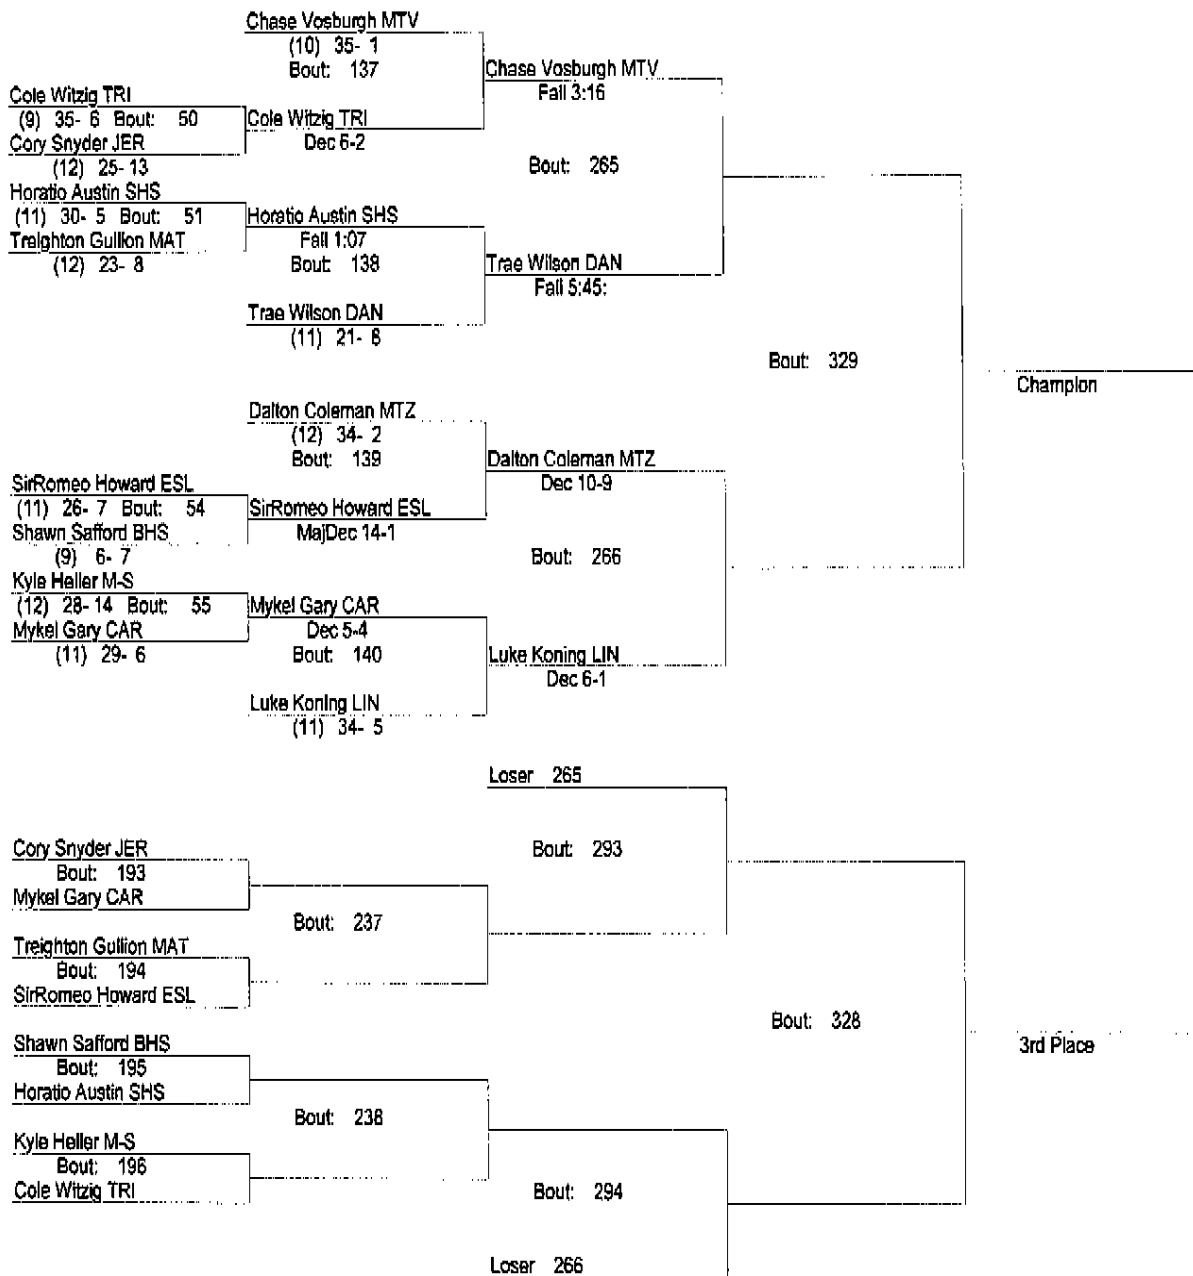 Chase Vosburgh MTV
(10) 35- 1
Bout: 137
Chase Vosburgh MTV
Fall 3:16
Cole Witzig TRI
(9) 35- 6 Bout: 50
Cole Witzig TRI
Dec 6-2
Cory Snyder JER
(12) 25- 13
Bout: 265
Horatio Austin SHS
(11) 30- 5 Bout: 51
Horatio Austin SHS
Fall 1:07
Treighton Gullion MAT
(12) 23- 8
Bout: 138
Trae Wilson DAN
Fall 5:45:
Trae Wilson DAN
(11) 21- 8
Bout: 329
Champion
Dalton Coleman MTZ
(12) 34- 2
Bout: 139
Dalton Coleman MTZ
Dec 10-9
SirRomeo Howard ESL
(11) 26- 7 Bout: 54
SirRomeo Howard ESL
MajDec 14-1
Shawn Safford BHS
(9) 6- 7
Bout: 266
Kyle Heller M-S
(12) 28- 14 Bout: 55
Mykel Gary CAR
Dec 5-4
Mykel Gary CAR
(11) 29- 6
Bout: 140
Luke Koning LIN
Dec 6-1
Luke Koning LIN
(11) 34- 5
Loser 265
Bout: 293
Cory Snyder JER
Bout: 193
Mykel Gary CAR
Bout: 237
Treighton Gullion MAT
Bout: 194
SirRomeo Howard ESL
Bout: 328
3rd Place
Shawn Safford BHS
Bout: 195
Horatio Austin SHS
Bout: 238
Kyle Heller M-S
Bout: 196
Cole Witzig TRI
Bout: 294
Loser 266